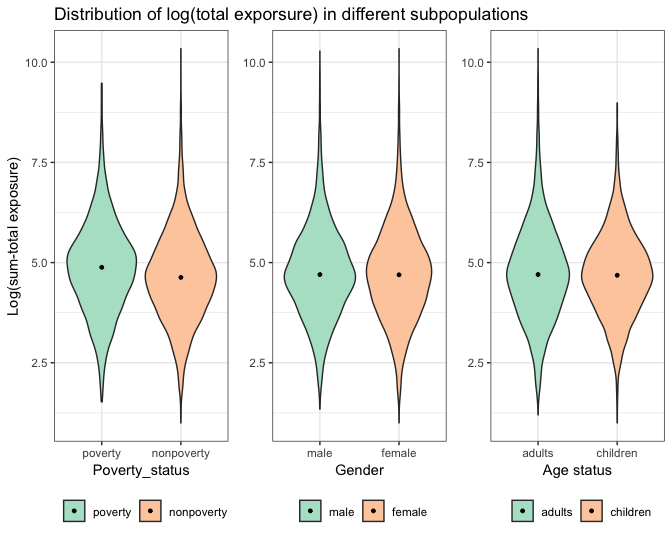 Distribution of log(total exporsure) in different subpopulations
Log(sum-total exposure)
10.0
7.5
5.0
2.5
poverty nonpoverty
Poverty_status
poverty nonpoverty
10.0
7.5
5.0
2.5
male female
Gender
male female
10.0
7.5
5.0
2.5
adults children
Age status
adults children